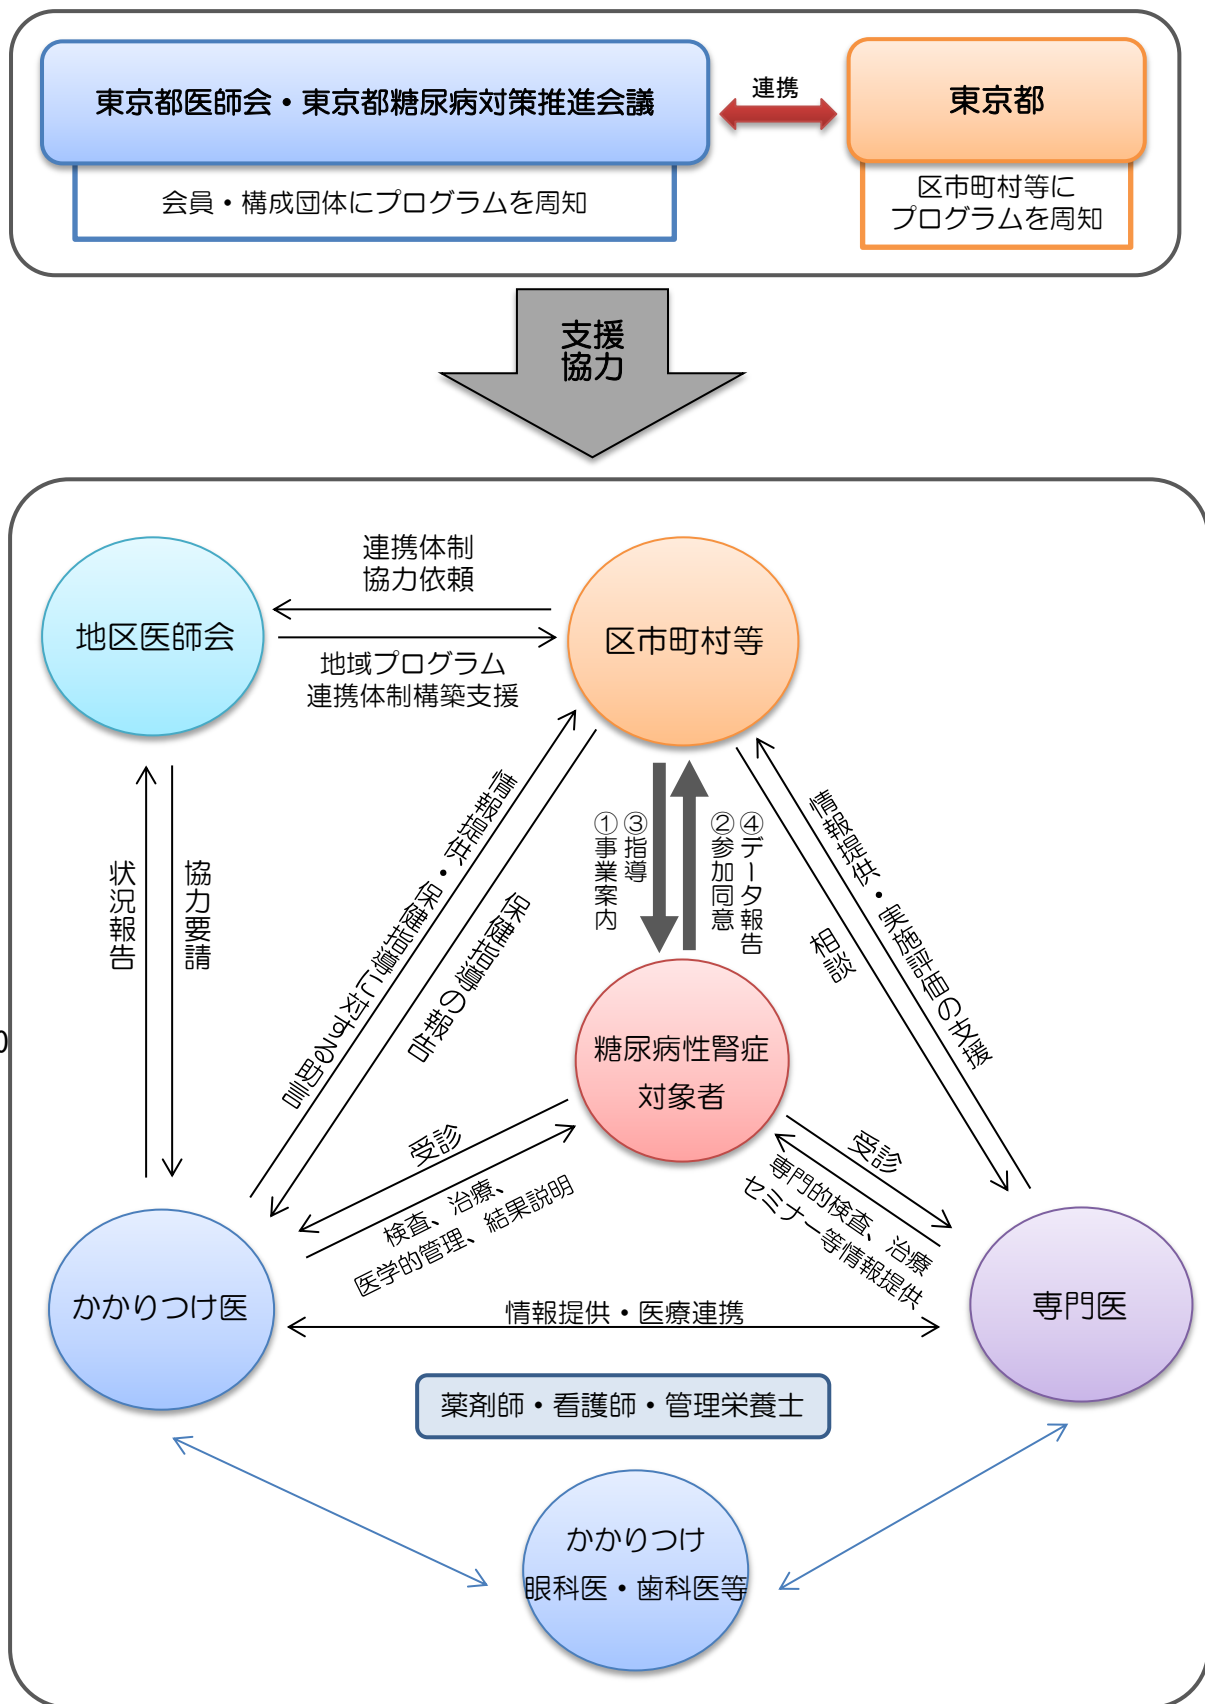 東京都医師会・東京都糖尿病対策推進会議
連携
東京都
会員・構成団体にプログラムを周知
区市町村等に
プログラムを周知
支援
協力
連携体制
協力依頼
地区医師会
区市町村等
地域プログラム
連携体制構築支援
状況報告
協力要請
情報提供・保健指導に対する助言
保健指導の報告
①事業案内
③指導
②参加同意
④データ報告
相談
情報提供・実施評価の支援
糖尿病性腎症
対象者
受診
検査、治療、
医学的管理、結果説明
受診
専門的検査、治療
セミナー等情報提供
かかりつけ医
情報提供・医療連携
専門医
薬剤師・看護師・管理栄養士
かかりつけ
眼科医・歯科医等